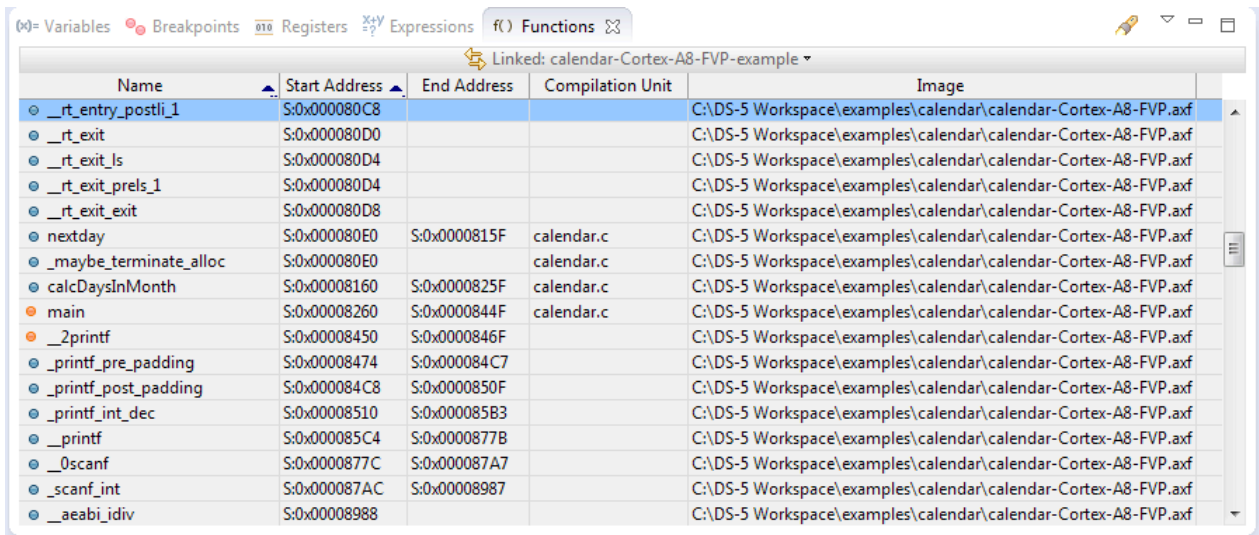 (x)= Variables Breakpoints 010 Registers X+Y =? Expressions f() Functions
Linked: calendar-Cortex-A8-FVP-example
Name Start Address End Address Compilation Unit Image
__rt_entry_postli_1 S:0x000080C8 C:\DS-5 Workspace\examples\calendar\calendar-Cortex-A8-FVP.axf
__rt_exit S:0x000080D0 C:\DS-5 Workspace\examples\calendar\calendar-Cortex-A8-FVP.axf
__rt_exit_ls S:0x000080D4 C:\DS-5 Workspace\examples\calendar\calendar-Cortex-A8-FVP.axf
__rt_exit_prels_1 S:0x000080D4 C:\DS-5 Workspace\examples\calendar\calendar-Cortex-A8-FVP.axf
__rt_exit_exit S:0x000080D8 C:\DS-5 Workspace\examples\calendar\calendar-Cortex-A8-FVP.axf
nextday S:0x000080E0 S:0x0000815F calendar.c C:\DS-5 Workspace\examples\calendar\calendar-Cortex-A8-FVP.axf
_maybe_terminate_alloc S:0x000080E0 calendar.c C:\DS-5 Workspace\examples\calendar\calendar-Cortex-A8-FVP.axf
calcDaysInMonth S:0x00008160 S:0x0000825F calendar.c C:\DS-5 Workspace\examples\calendar\calendar-Cortex-A8-FVP.axf
main S:0x00008260 S:0x0000844F calendar.c C:\DS-5 Workspace\examples\calendar\calendar-Cortex-A8-FVP.axf
__2printf S:0x00008450 S:0x0000846F C:\DS-5 Workspace\examples\calendar\calendar-Cortex-A8-FVP.axf
_printf_pre_padding S:0x00008474 S:0x000084C7 C:\DS-5 Workspace\examples\calendar\calendar-Cortex-A8-FVP.axf
_printf_post_padding S:0x000084C8 S:0x0000850F C:\DS-5 Workspace\examples\calendar\calendar-Cortex-A8-FVP.axf
_printf_int_dec S:0x00008510 S:0x000085B3 C:\DS-5 Workspace\examples\calendar\calendar-Cortex-A8-FVP.axf
__printf S:0x000085C4 S:0x0000877B C:\DS-5 Workspace\examples\calendar\calendar-Cortex-A8-FVP.axf
__0scanf S:0x0000877C S:0x000087A7 C:\DS-5 Workspace\examples\calendar\calendar-Cortex-A8-FVP.axf
_scanf_int S:0x000087AC S:0x00008987 C:\DS-5 Workspace\examples\calendar\calendar-Cortex-A8-FVP.axf
__aeabi_idiv S:0x00008988 C:\DS-5 Workspace\examples\calendar\calendar-Cortex-A8-FVP.axf